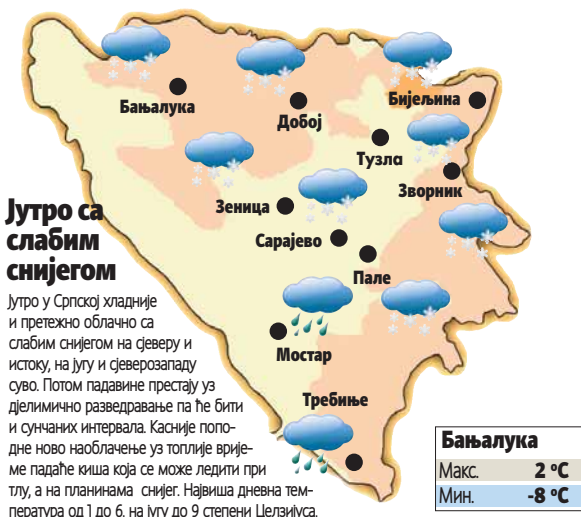 Бањалука
Добој
Бијељина
Тузла
Зворник
Зеница
Сарајево
Пале
Мостар
Требиње
Јутро са
слабим
снијегом
Јутро у Српској хладније
и претежно облачно са
слабим снијегом на сјеверу и
истоку, на југу и сјеверозападу
суво. Потом падавине престају уз
дјелимично разведравање па ће бити
и сунчаних интервала. Касније попо-
дне ново наоблачење уз топлије врије-
ме падаће киша која се може ледити при
тлу, а на планинама снијег. Највиша дневна тем-
пература од 1 до 6, на југу до 9 степени Целзијуса.
Бањалука
Макс. 2 °C
Мин. -8 °C